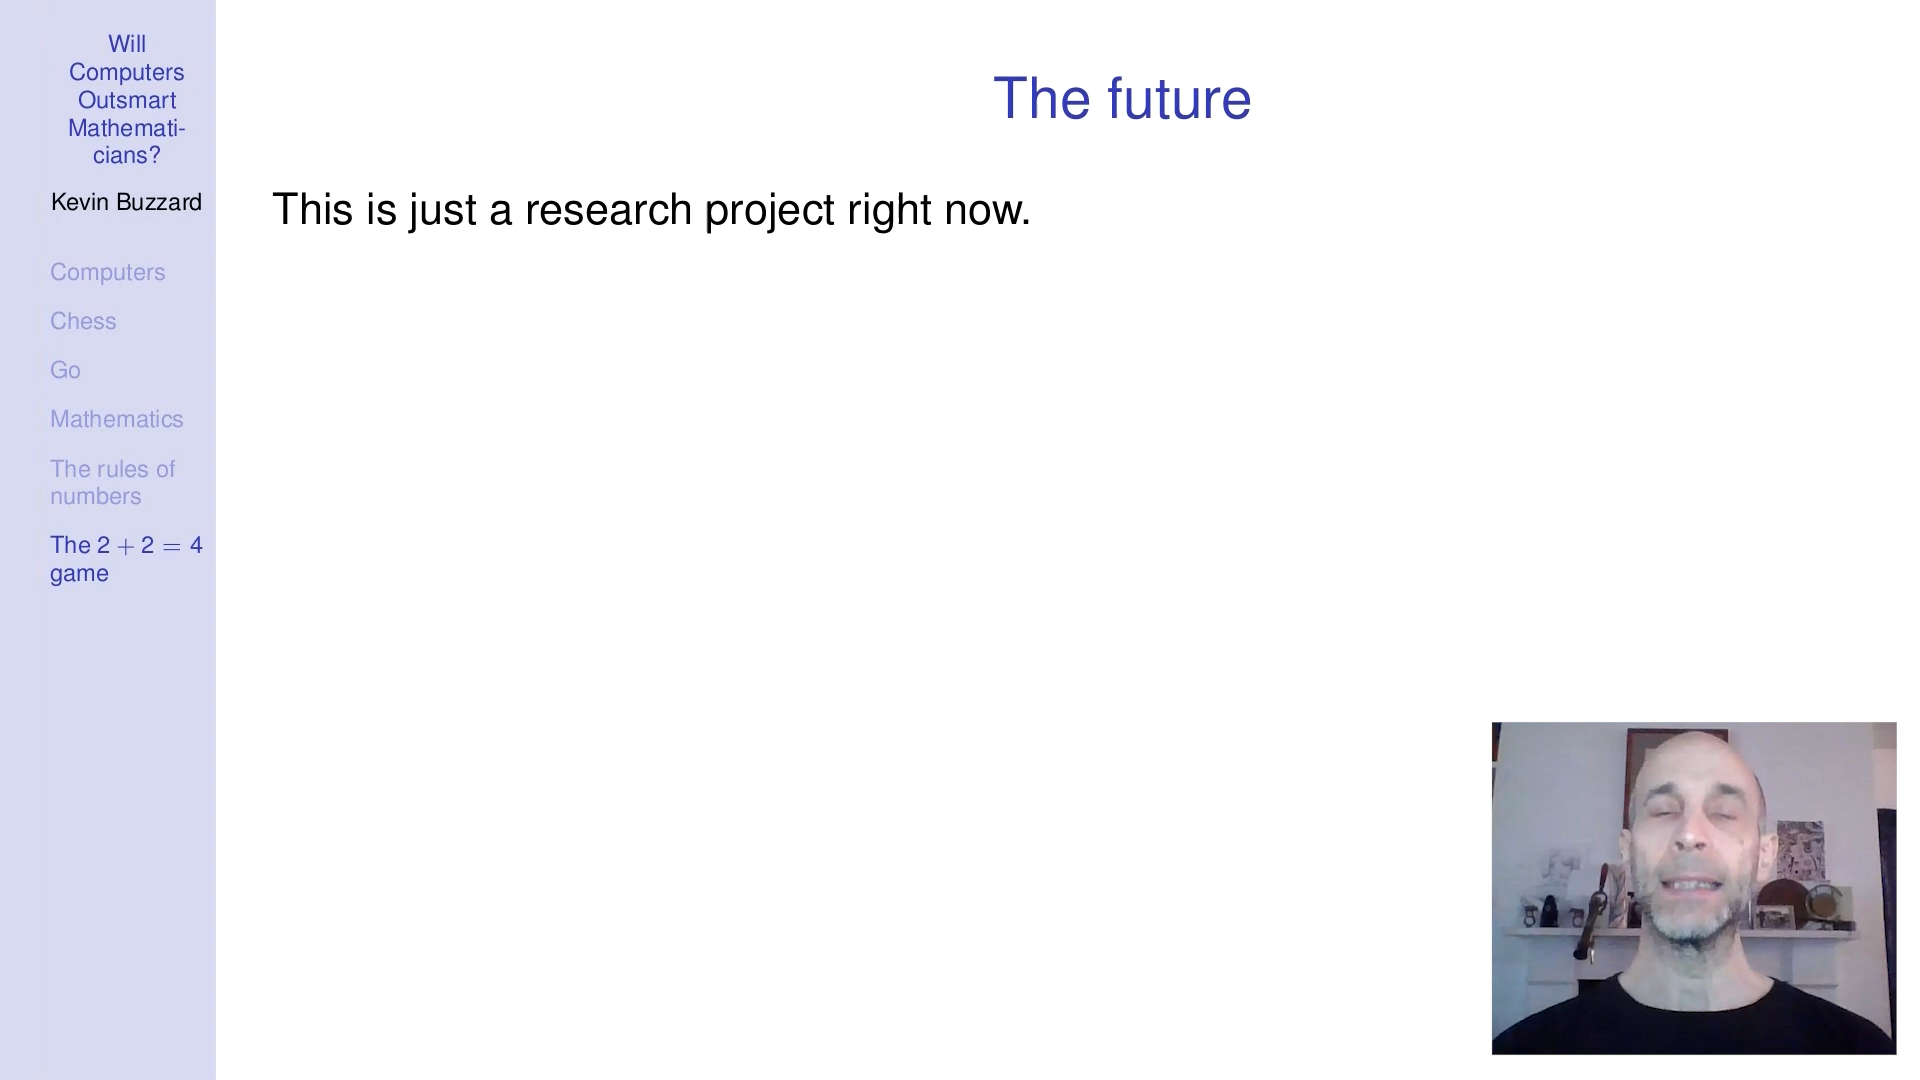 Will
Computers
Outsmart
Mathemati-
cians?
Kevin Buzzard
Computers
Chess
Go
Mathematics
The rules of
numbers
The 2 + 2 = 4
game
The future
This is just a research project right now.